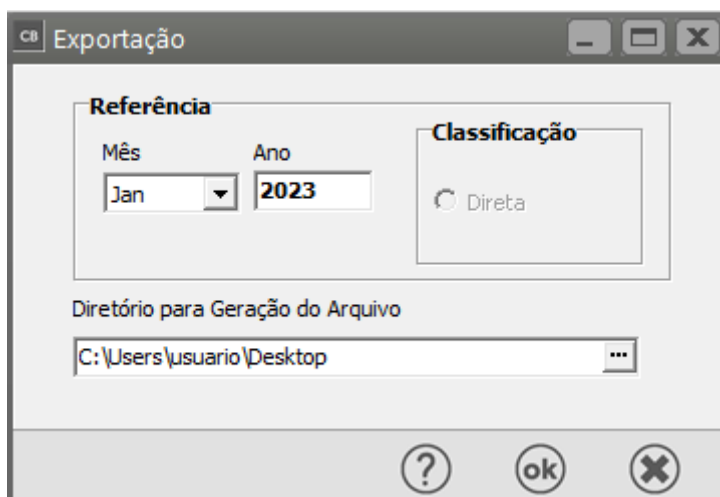 CB Exportação
Referência
Classificação
Mês Ano
Jan 2023
Direta
Diretório para Geração do Arquivo
C:\Users\usuario\Desktop ...
? ok